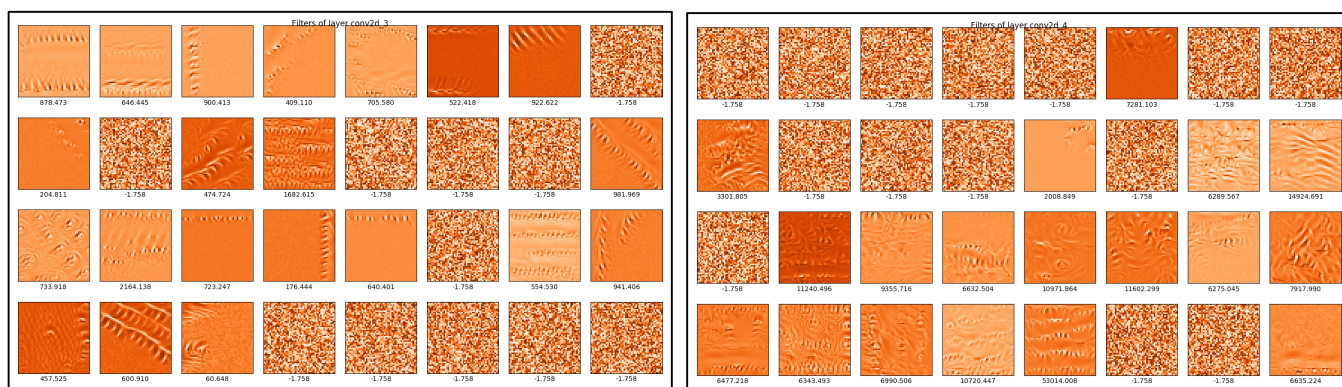 Filters of layer conv2d_3
878.473 646.445 900.413 409.110 705.580 522.418 922.622 -1.758
204.811 -1.758 474.724 1682.615 -1.758 -1.758 -1.758 981.969
733.918 2164.138 723.247 176.444 640.401 -1.758 554.530 941.406
457.525 600.910 60.648 -1.758 -1.758 -1.758 -1.758 -1.758
Filters of layer conv2d_4
-1.758 -1.758 -1.758 -1.758 -1.758 7281.103 -1.758 -1.758
3301.805 -1.758 -1.758 -1.758 2008.849 -1.758 6289.567 14924.691
-1.758 11240.496 9355.716 6632.504 10971.864 11602.299 6275.045 7917.990
6477.218 6343.493 6990.506 10720.447 53014.008 -1.758 -1.758 6635.224